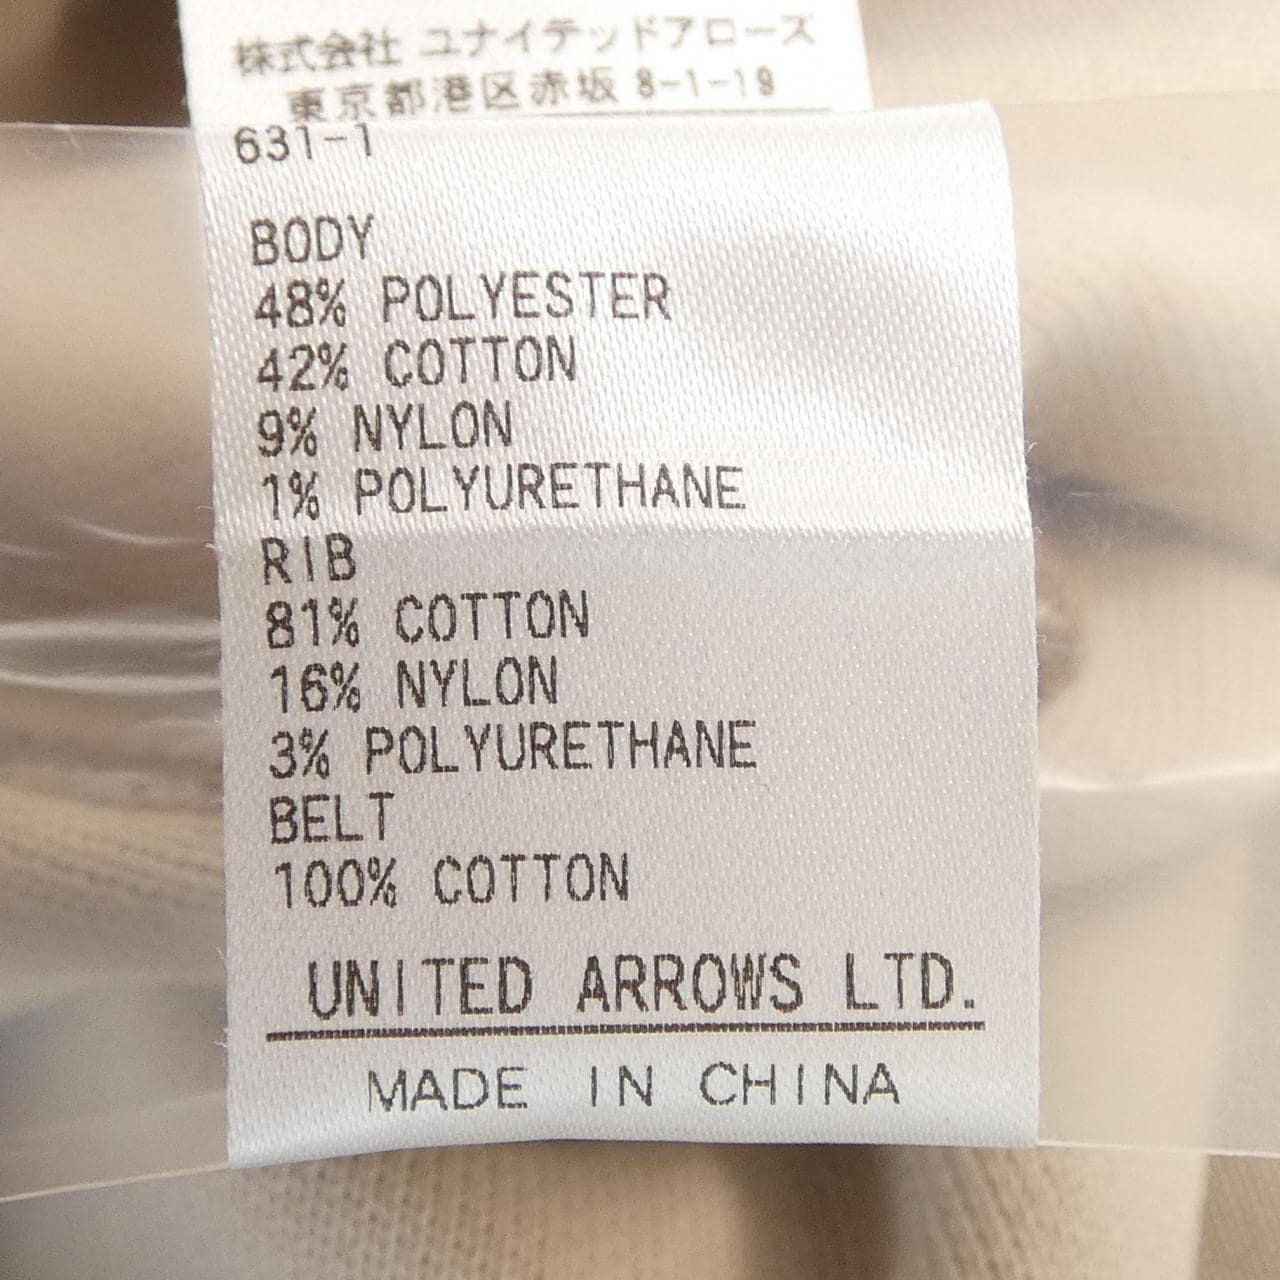 株式会社 ユナイテッドアローズ
東京都港区赤坂 8-1-19
631-1
BODY
48% POLYESTER
42% COTTON
9% NYLON
1% POLYURETHANE
RIB
81% COTTON
16% NYLON
3% POLYURETHANE
BELT
100% COTTON
UNITED ARROWS LTD.
MADE IN CHINA